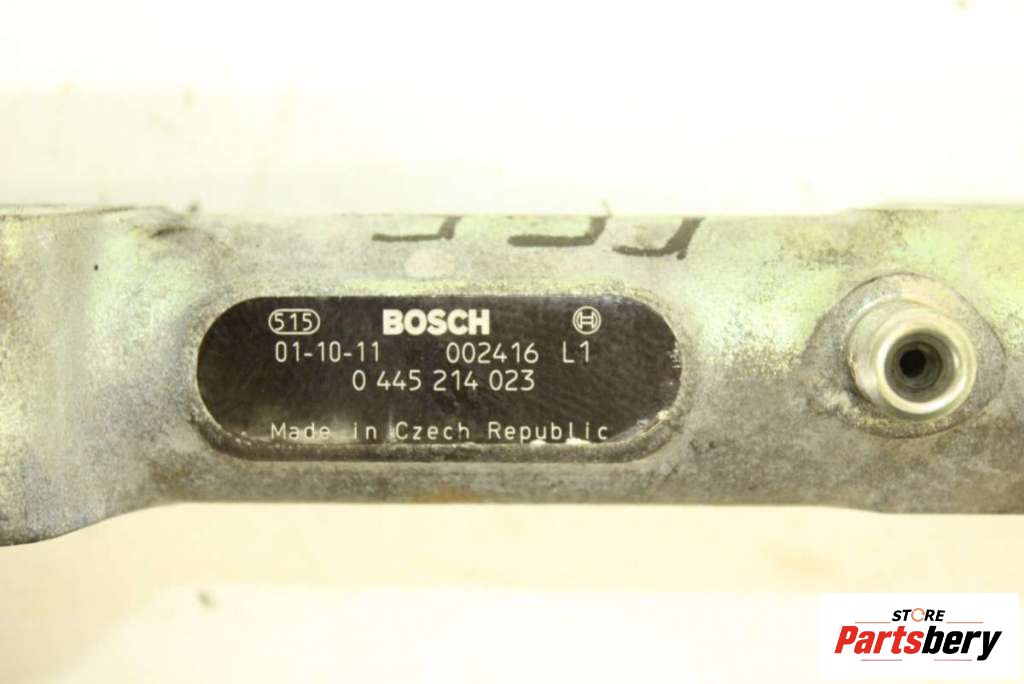 515 BOSCH
01-10-11 002416 L1
0 445 214 023
Made in Czech Republic
STORE
Partsbery